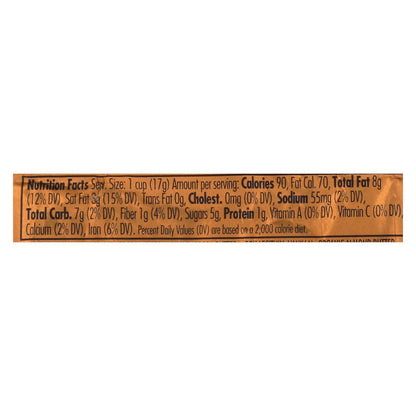 Nutrition Facts Serv. Size: 1 cup (17g) Amount per serving: Calories 90, Fat Cal. 70, Total Fat 8g
(12% DV), Sat Fat 3g (15% DV), Trans Fat 0g, Cholest. 0mg (0% DV), Sodium 55mg (2% DV),
Total Carb. 7g (2% DV), Fiber 1g (4% DV), Sugars 5g, Protein 1g, Vitamin A (0% DV), Vitamin C (0% DV),
Calcium (2% DV), Iron (6% DV). Percent Daily Values (DV) are based on a 2,000 calorie diet.